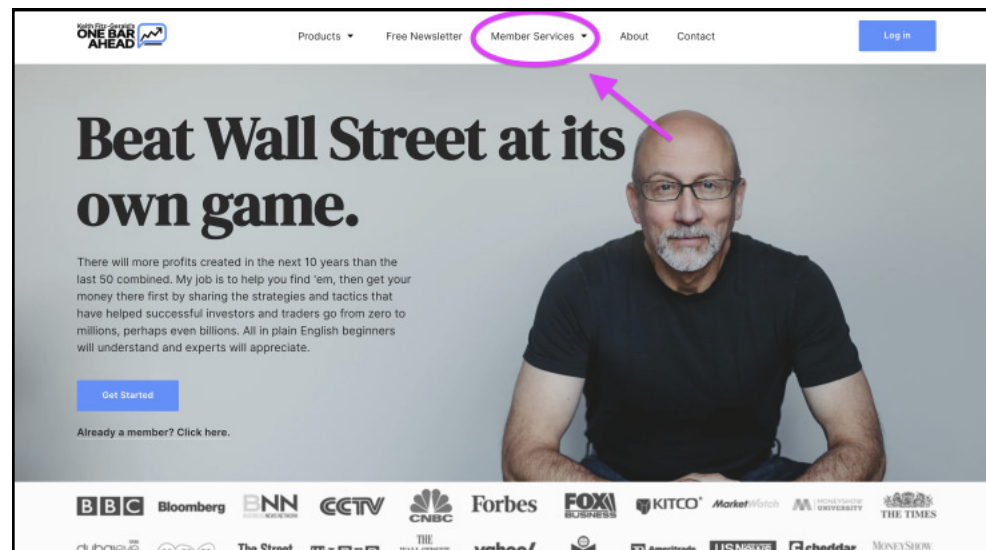 Keith Fitz-Gerald's
ONE BAR
AHEAD
Products
Free Newsletter
Member Services
About
Contact
Log in
Beat Wall Street at its
own game.
There will more profits created in the next 10 years than the
last 50 combined. My job is to help you find 'em, then get your
money there first by sharing the strategies and tactics that
have helped successful investors and traders go from zero to
millions, perhaps even billions. All in plain English beginners
will understand and experts will appreciate.
Get Started
Already a member? Click here.
BBC
Bloomberg
BNN
CCTV
CNBC
Forbes
FOX
BUSINESS
KITCO
MarketWatch
MONEYSHOW
UNIVERSITY
THE TIMES
The Street
THE
yahoo!
Ameritrade
US News
cheddar
MONEYSHOW